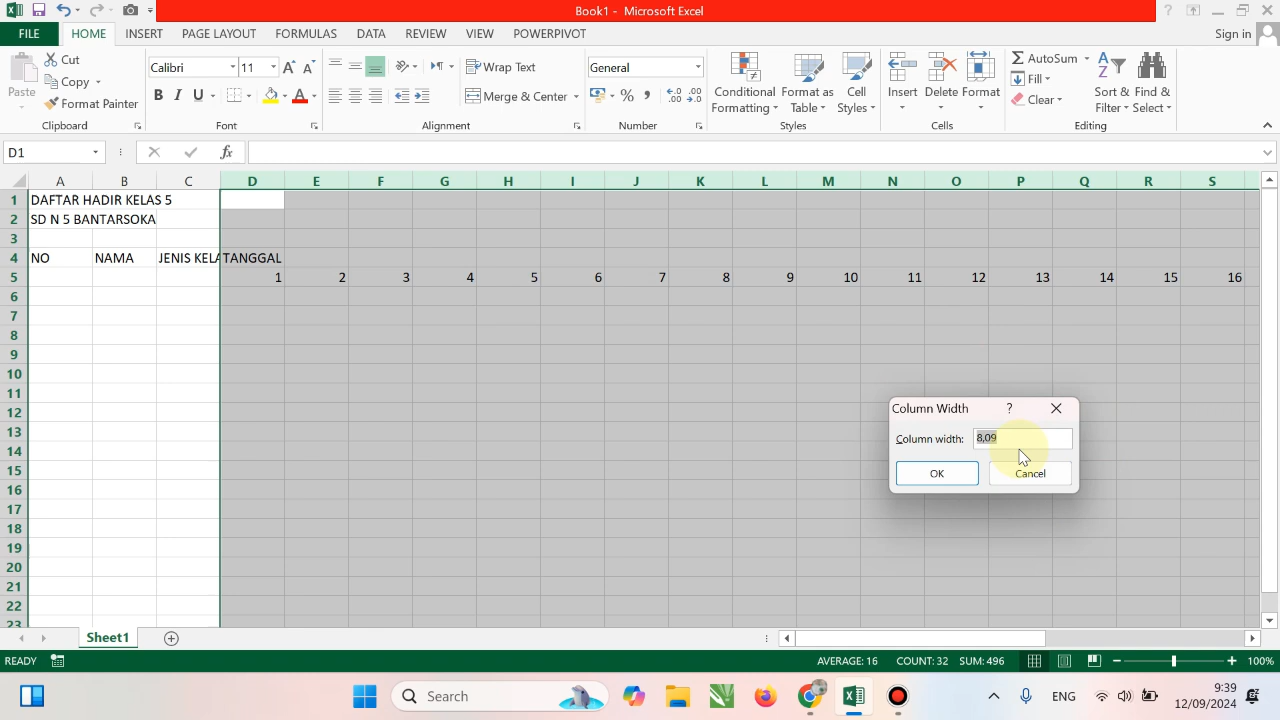 Book1 - Microsoft Excel
?
FILE
HOME
INSERT
PAGE LAYOUT
FORMULAS
DATA
REVIEW
VIEW
POWERPIVOT
Sign in
Paste
Cut
Copy
Format Painter
Clipboard
Calibri
11
B I U
Font
Wrap Text
Merge & Center
Alignment
General
%
Number
Conditional Formatting
Format as Table
Cell Styles
Styles
Insert
Delete
Format
Cells
AutoSum
Fill
Clear
Sort & Filter
Find & Select
Editing
D1
fx
A B C D E F G H I J K L M N O P Q R S
1 DAFTAR HADIR KELAS 5
2 SD N 5 BANTARSOKA
3
4 NO NAMA JENIS KELA TANGGAL
5 1 2 3 4 5 6 7 8 9 10 11 12 13 14 15 16
6
7
8
9
10
11
12
13
14
15
16
17
18
19
20
21
22
23
Column Width ?
Column width: 8,09
OK Cancel
Sheet1
READY
AVERAGE: 16 COUNT: 32 SUM: 496
100%
Search
ENG
9:39
12/09/2024